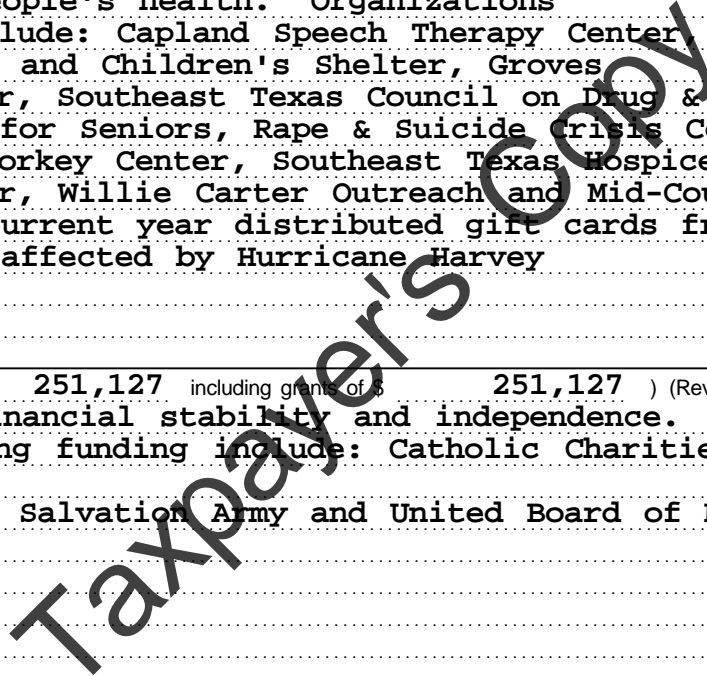 people's health. Organizations
lude: Capland Speech Therapy Center,
and Children's Shelter, Groves
r, Southeast Texas Council on Drug &
for Seniors, Rape & Suicide Crisis Ce
orkey Center, Southeast Texas Hospice
r, Willie Carter Outreach and Mid-Cou
urrent year distributed gift cards fr
affected by Hurricane Harvey
251,127 including grants of $ 251,127 ) (Rev
inancial stability and independence.
ng funding include: Catholic Charitie
Salvation Army and United Board of
Taxpayer's Copy